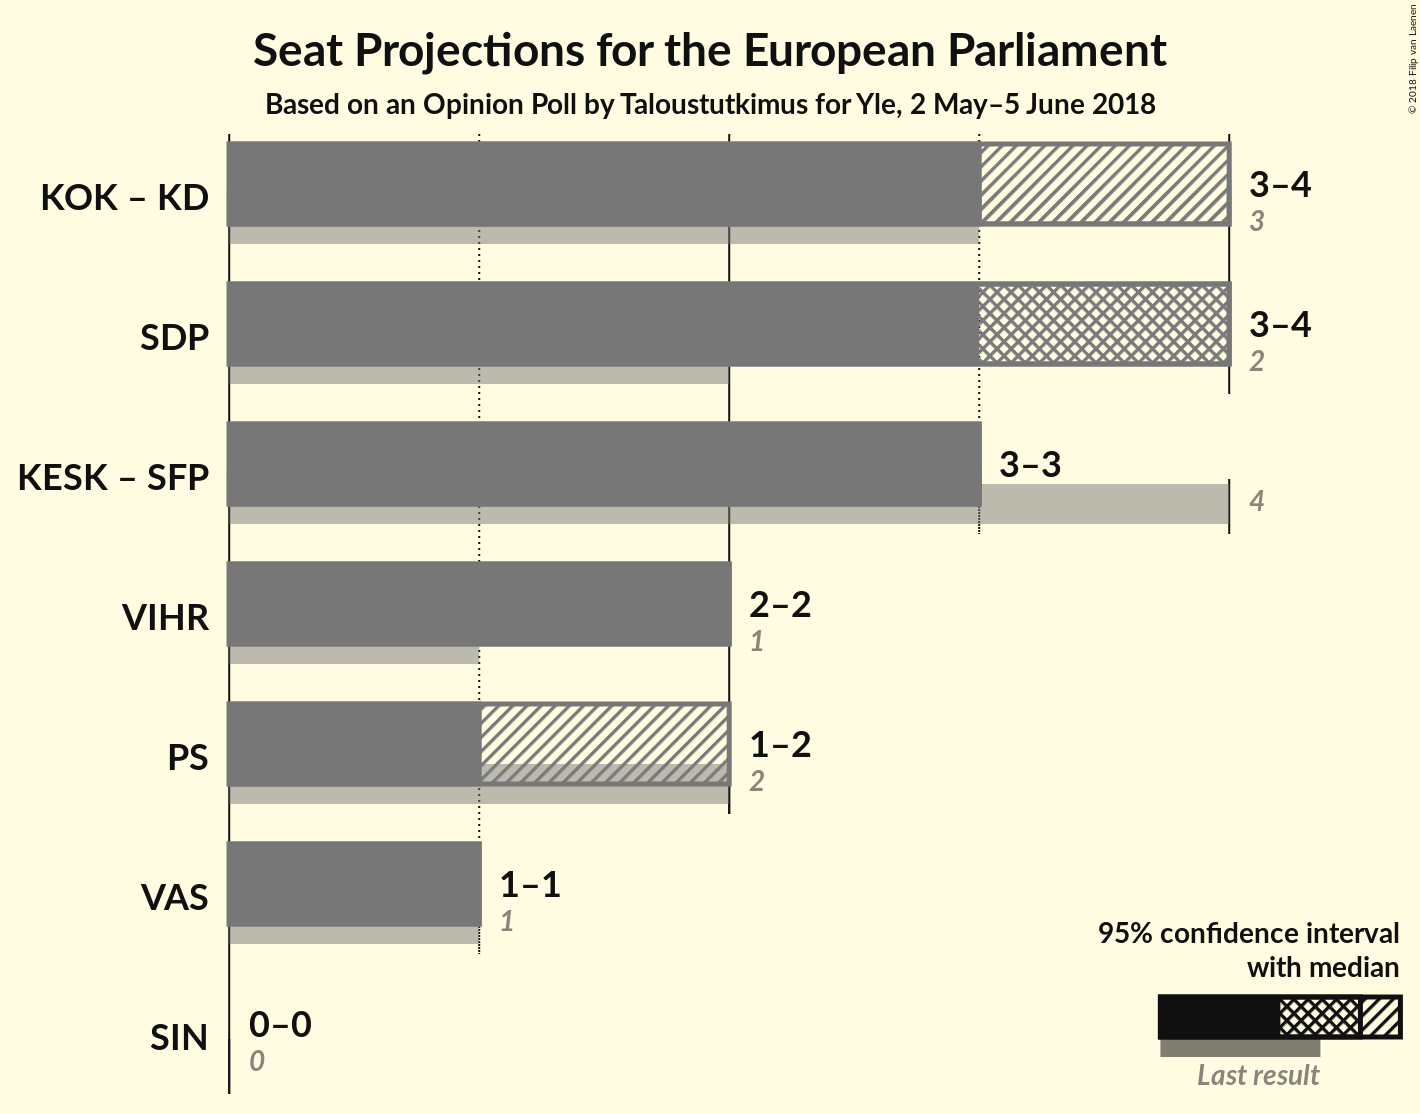 Seat Projections for the European Parliament
Based on an Opinion Poll by Taloustutkimus for Yle, 2 May–5 June 2018
© 2018 Filip van Laenen
KOK – KD
3–4
3
SDP
3–4
2
KESK – SFP
3–3
4
VIHR
2–2
1
PS
1–2
2
VAS
1–1
1
SIN
0–0
0
95% confidence interval
with median
Last result